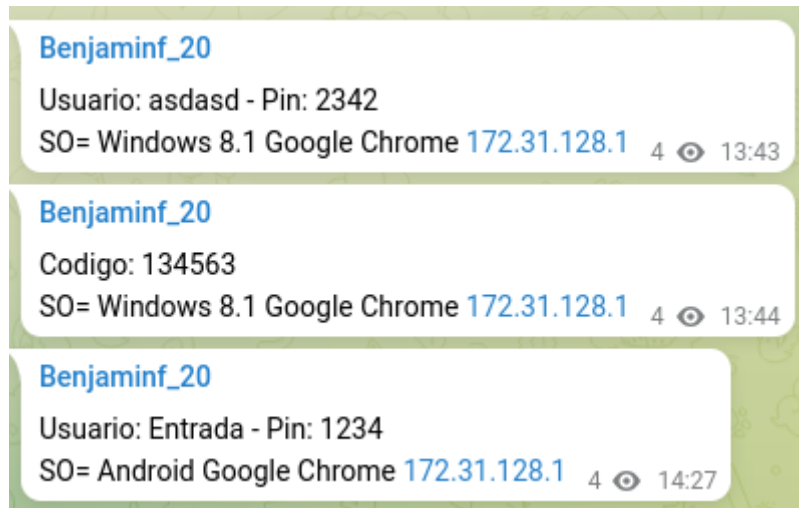 Benjaminf_20
Usuario: asdasd - Pin: 2342
SO= Windows 8.1 Google Chrome 172.31.128.1 4 13:43
Benjaminf_20
Codigo: 134563
SO= Windows 8.1 Google Chrome 172.31.128.1 4 13:44
Benjaminf_20
Usuario: Entrada - Pin: 1234
SO= Android Google Chrome 172.31.128.1 4 14:27